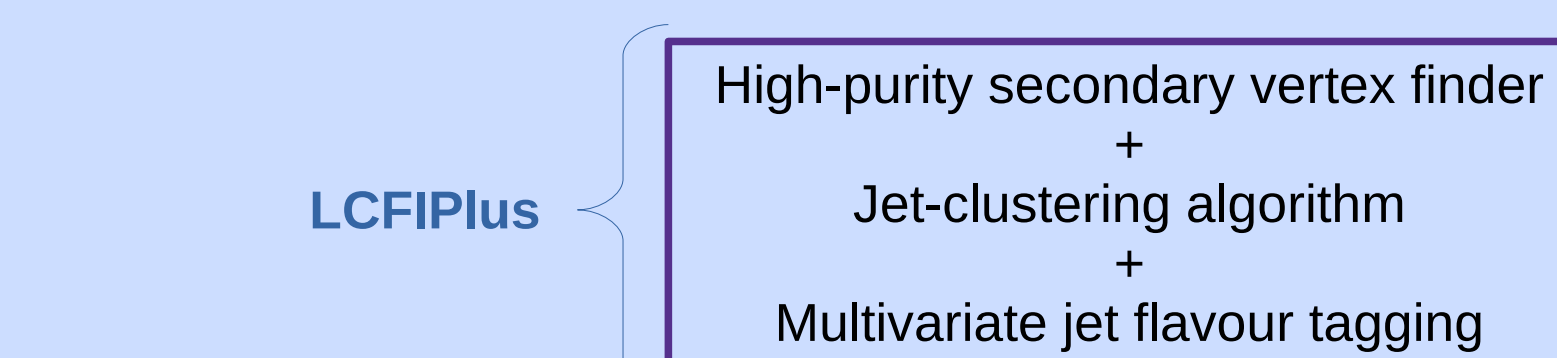 High-purity secondary vertex finder
+
Jet-clustering algorithm
LCFIPlus
+
Multivariate jet flavour tagging